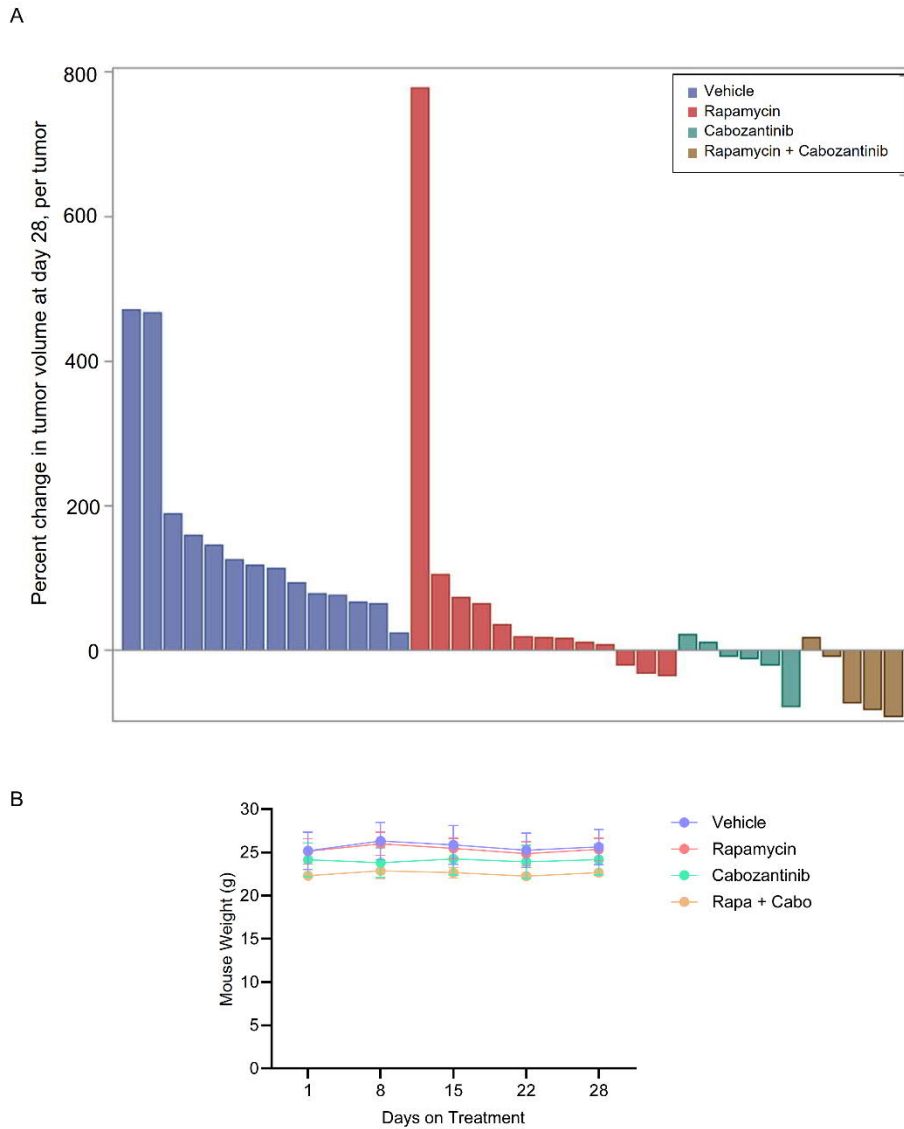 A
Percent change in tumor volume at day 28, per tumor
800
600
400
200
0
Vehicle
Rapamycin
Cabozantinib
Rapamycin + Cabozantinib
B
Mouse Weight (g)
30
25
20
15
10
5
0
1 8 15 22 28
Days on Treatment
Vehicle
Rapamycin
Cabozantinib
Rapa + Cabo